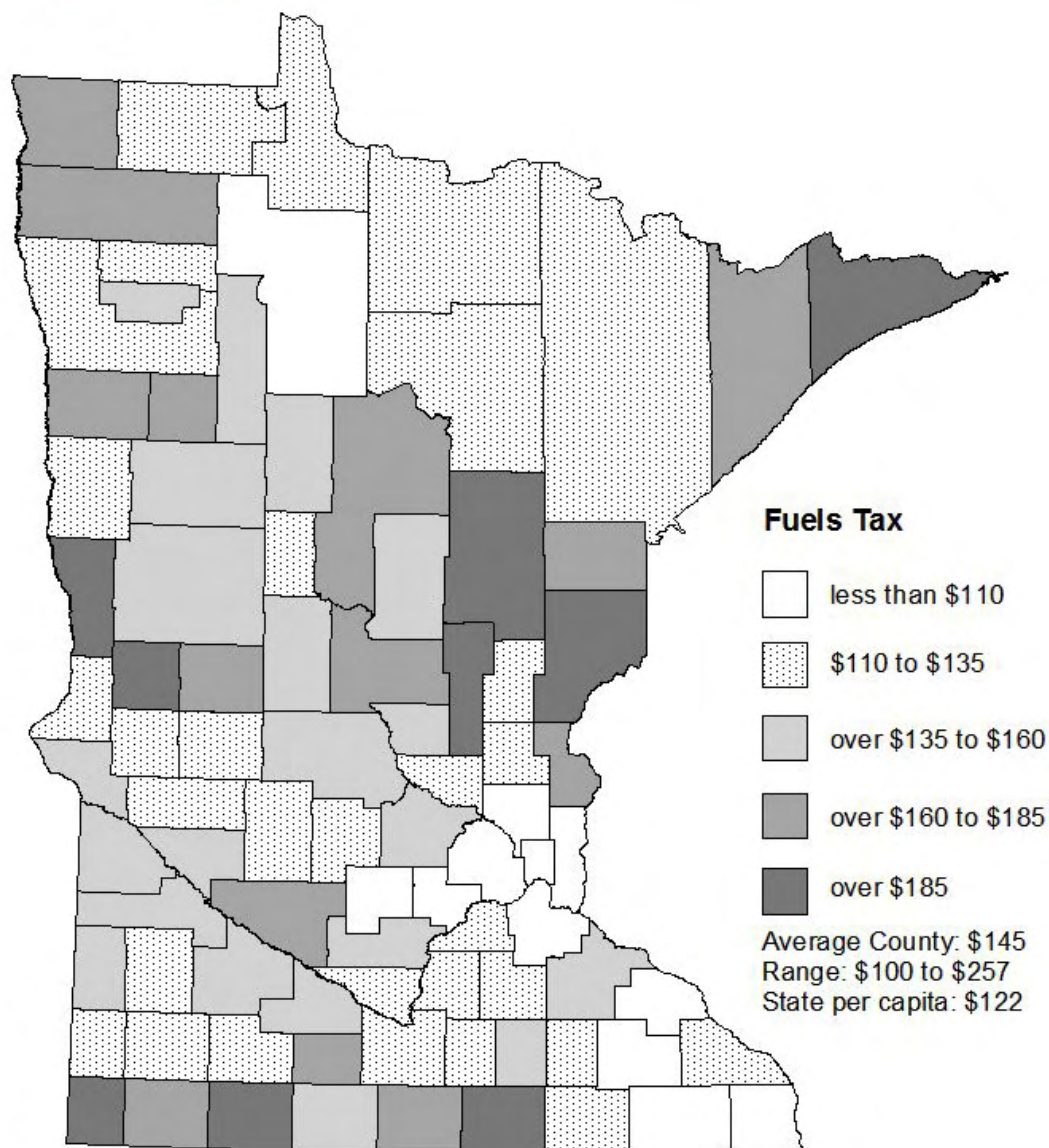 Fuels Tax
less than $110
$110 to $135
over $135 to $160
over $160 to $185
over $185
Average County: $145
Range: $100 to $257
State per capita: $122